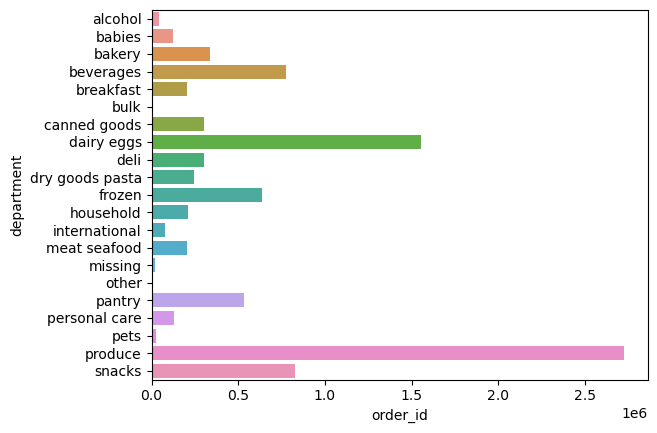 department
alcohol
babies
bakery
beverages
breakfast
bulk
canned goods
dairy eggs
deli
dry goods pasta
frozen
household
international
meat seafood
missing
other
pantry
personal care
pets
produce
snacks
0.0 0.5 1.0 1.5 2.0 2.5
1e6
order_id